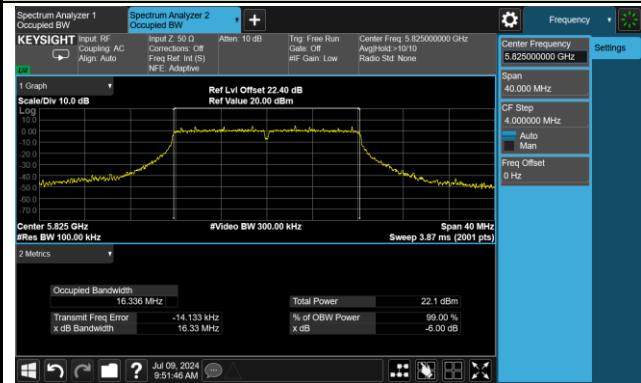 Spectrum Analyzer 1
Occupied BW
Spectrum Analyzer 2
Occupied BW
Frequency
KEYSIGHT
Input: RF
Coupling: AC
Align: Auto
Input Z: 50 Ω
Corrections: Off
Freq Ref: Int (S)
NFE: Adaptive
Atten: 10 dB
Trig: Free Run
Gate: Off
#IF Gain: Low
Center Freq: 5.825000000 GHz
Avg|Hold:>10/10
Radio Std: None
Center Frequency
5.825000000 GHz
Settings
Span
40.000 MHz
CF Step
4.000000 MHz
Auto
Man
Freq Offset
0 Hz
1 Graph
Scale/Div 10.0 dB
Ref Lvl Offset 22.40 dB
Ref Value 20.00 dBm
Log
10.0
0.00
-10.0
-20.0
-30.0
-40.0
-50.0
-60.0
-70.0
Center 5.825 GHz
#Video BW 300.00 kHz
Span 40 MHz
#Res BW 100.00 kHz
Sweep 3.87 ms (2001 pts)
2 Metrics
Occupied Bandwidth
16.336 MHz
Total Power
22.1 dBm
Transmit Freq Error
-14.133 kHz
% of OBW Power
99.00 %
x dB Bandwidth
16.33 MHz
x dB
-6.00 dB
Jul 09, 2024
9:51:46 AM